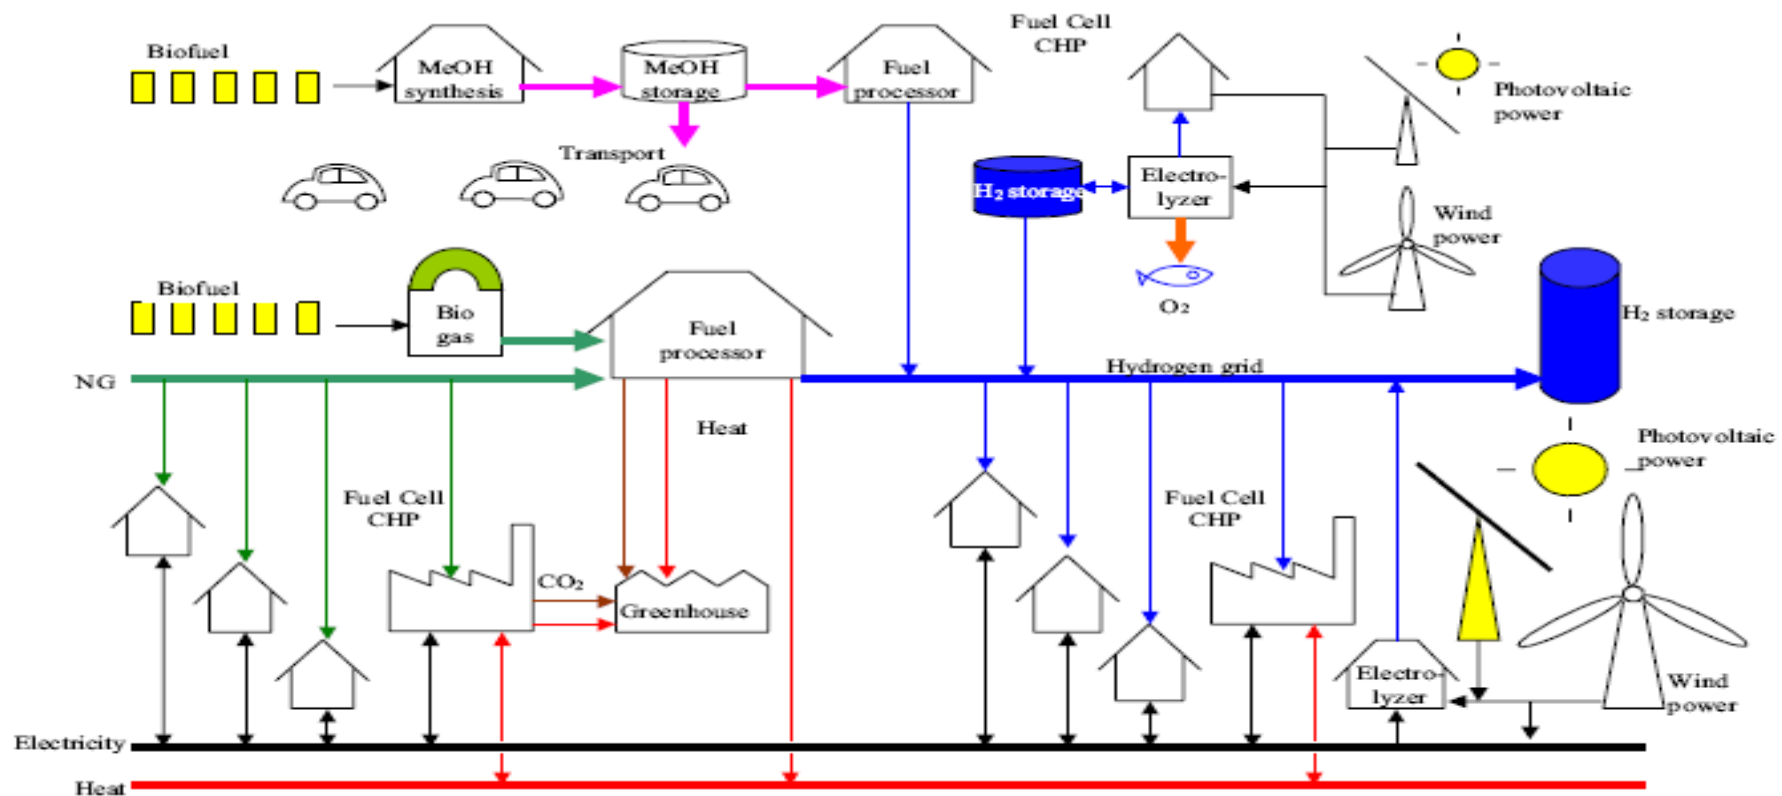 Biofuel
MeOH
synthesis
MeOH
storage
Fuel
processor
Fuel Cell
CHP
Photovoltaic
power
Transport
H₂ storage
Electro-
lyzer
Wind
power
O₂
Biofuel
Bio
gas
Fuel
processor
H₂ storage
NG
Hydrogen grid
Heat
Photovoltaic
power
Fuel Cell
CHP
Fuel Cell
CHP
CO₂
Greenhouse
Electro-
lyzer
Wind
power
Electricity
Heat